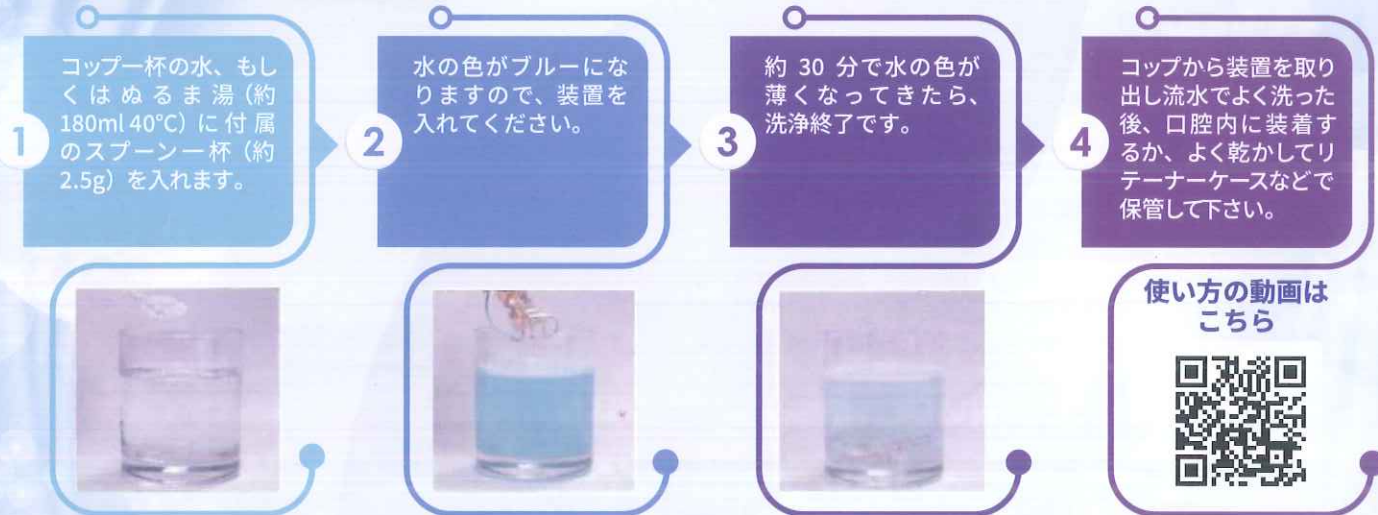 1
コップ一杯の水、もし
くはぬるま湯（約
180ml 40℃）に付属
のスプーン一杯（約
2.5g）を入れます。
2
水の色がブルーにな
りますので、装置を
入れてください。
3
約 30 分で水の色が
薄くなってきたら、
洗浄終了です。
4
コップから装置を取り
出し流水でよく洗った
後、口腔内に装着す
るか、よく乾かしてリ
テーナーケースなどで
保管して下さい。
使い方の動画は
こちら